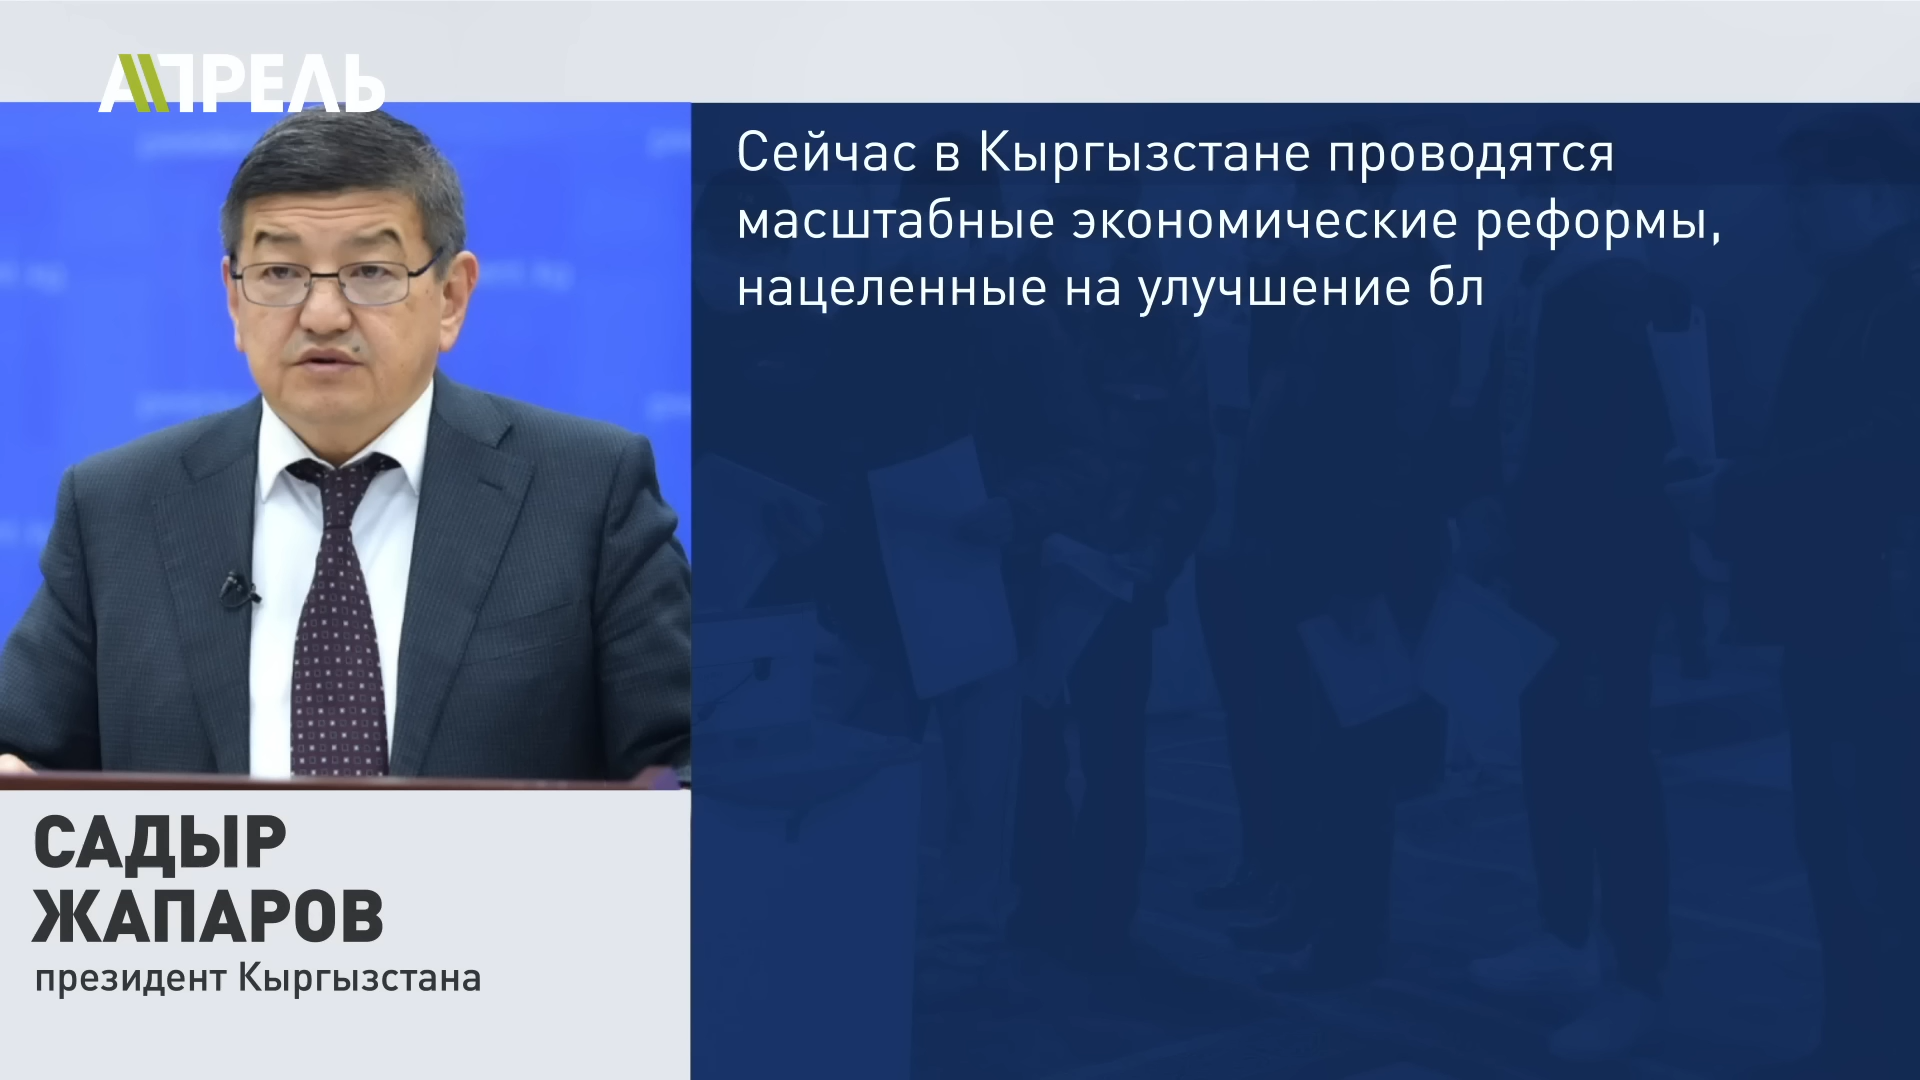 АПРЕЛЬ
Сейчас в Кыргызстане проводятся
масштабные экономические реформы,
нацеленные на улучшение бл
САДЫР
ЖАПАРОВ
президент Кыргызстана